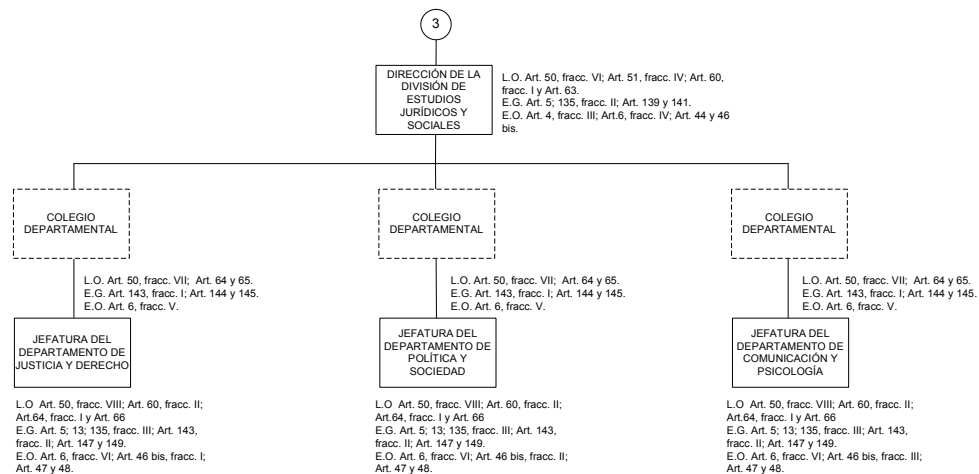 3
DIRECCIÓN DE LA
DIVISIÓN DE
ESTUDIOS
JURÍDICOS Y
SOCIALES
L.O. Art. 50, fracc. VI; Art. 51, fracc. IV; Art. 60,
fracc. I y Art. 63.
E.G. Art. 5; 135, fracc. II; Art. 139 y 141.
E.O. Art. 4, fracc. III; Art.6, fracc. IV; Art. 44 y 46
bis.
COLEGIO
DEPARTAMENTAL
L.O. Art. 50, fracc. VII; Art. 64 y 65.
E.G. Art. 143, fracc. I; Art. 144 y 145.
E.O. Art. 6, fracc. V.
JEFATURA DEL
DEPARTAMENTO DE
JUSTICIA Y DERECHO
L.O Art. 50, fracc. VIII; Art. 60, fracc. II;
Art.64, fracc. I y Art. 66
E.G. Art. 5; 13; 135, fracc. III; Art. 143,
fracc. II; Art. 147 y 149.
E.O. Art. 6, fracc. VI; Art. 46 bis, fracc. I;
Art. 47 y 48.
COLEGIO
DEPARTAMENTAL
L.O. Art. 50, fracc. VII; Art. 64 y 65.
E.G. Art. 143, fracc. I; Art. 144 y 145.
E.O. Art. 6, fracc. V.
JEFATURA DEL
DEPARTAMENTO DE
POLÍTICA Y
SOCIEDAD
L.O Art. 50, fracc. VIII; Art. 60, fracc. II;
Art.64, fracc. I y Art. 66
E.G. Art. 5; 13; 135, fracc. III; Art. 143,
fracc. II; Art. 147 y 149.
E.O. Art. 6, fracc. VI; Art. 46 bis, fracc. II;
Art. 47 y 48.
COLEGIO
DEPARTAMENTAL
L.O. Art. 50, fracc. VII; Art. 64 y 65.
E.G. Art. 143, fracc. I; Art. 144 y 145.
E.O. Art. 6, fracc. V.
JEFATURA DEL
DEPARTAMENTO DE
COMUNICACIÓN Y
PSICOLOGÍA
L.O Art. 50, fracc. VIII; Art. 60, fracc. II;
Art.64, fracc. I y Art. 66
E.G. Art. 5; 13; 135, fracc. III; Art. 143,
fracc. II; Art. 147 y 149.
E.O. Art. 6, fracc. VI; Art. 46 bis, fracc. III;
Art. 47 y 48.